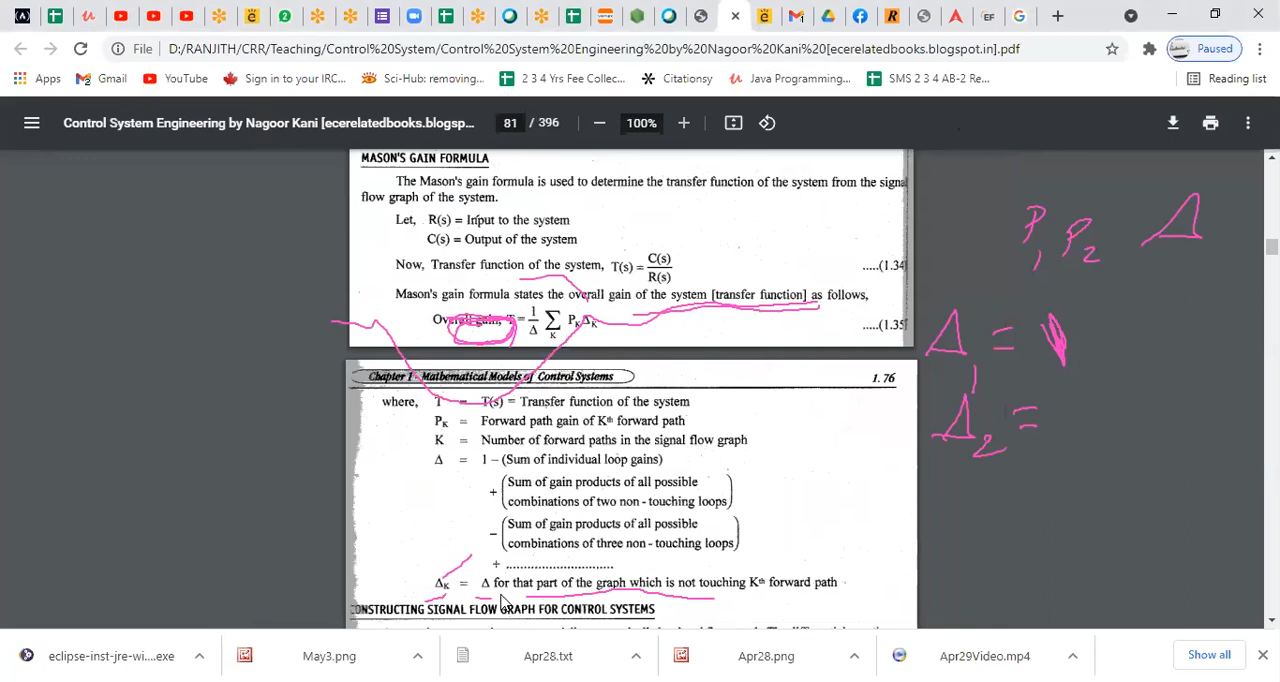 Paused
File D:/RANJITH/CRR/Teaching/Control%20System/Control%20System%20Engineering%20by%20Nagoor%20Kani%20[ecerelatedbooks.blogspot.in].pdf
Apps Gmail YouTube Sign in to your IRC... Sci-Hub: removing... 2 3 4 Yrs Fee Collec... Citationsy Java Programming... SMS 2 3 4 AB-2 Re... Reading list
Control System Engineering by Nagoor Kani [ecerelatedbooks.blogsp... 81 / 396 100%
MASON'S GAIN FORMULA
The Mason's gain formula is used to determine the transfer function of the system from the signal
flow graph of the system.
Let, R(s) = Input to the system
C(s) = Output of the system
Now, Transfer function of the system, T(s) = C(s)/R(s) .....(1.34
Mason's gain formula states the overall gain of the system [transfer function] as follows,
Overall gain, T = 1/Δ Σ_K P_K Δ_K .....(1.35)
P1 P2 Δ
Δ1 =
Δ2 =
Chapter 1 - Mathematical Models of Control Systems 1. 76
where, T = T(s) = Transfer function of the system
P_K = Forward path gain of Kth forward path
K = Number of forward paths in the signal flow graph
Δ = 1 – (Sum of individual loop gains)
+ (Sum of gain products of all possible
combinations of two non - touching loops)
– (Sum of gain products of all possible
combinations of three non - touching loops)
+ .............................
Δ_K = Δ for that part of the graph which is not touching Kth forward path
ONSTRUCTING SIGNAL FLOW GRAPH FOR CONTROL SYSTEMS
eclipse-inst-jre-wi....exe May3.png Apr28.txt Apr28.png Apr29Video.mp4 Show all